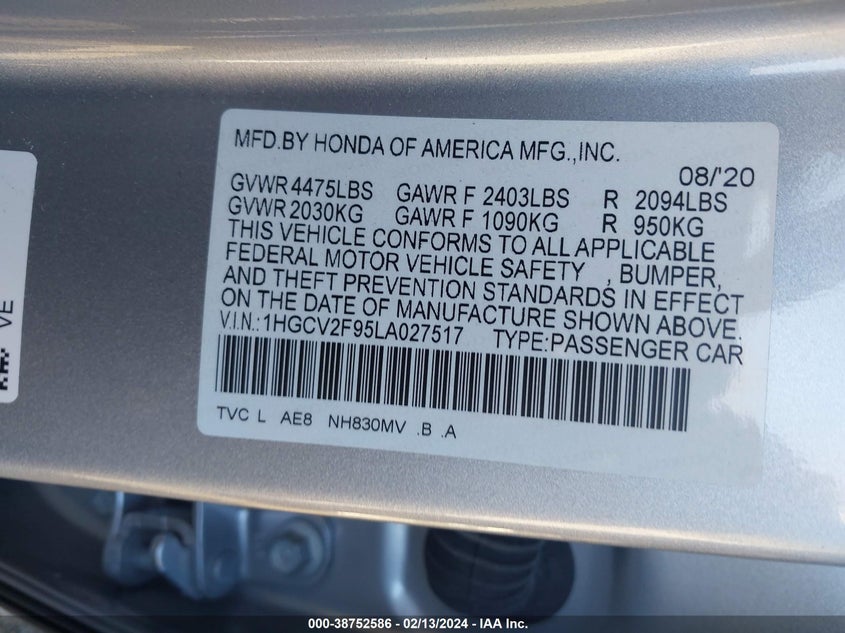 MFD.BY HONDA OF AMERICA MFG.,INC.
08/'20
GVWR 4475LBS GAWR F 2403LBS R 2094LBS
GVWR 2030KG GAWR F 1090KG R 950KG
THIS VEHICLE CONFORMS TO ALL APPLICABLE
FEDERAL MOTOR VEHICLE SAFETY , BUMPER,
AND THEFT PREVENTION STANDARDS IN EFFECT
ON THE DATE OF MANUFACTURE SHOWN ABOVE.
V.I.N.:1HGCV2F95LA027517 TYPE:PASSENGER CAR
TVC L AE8 NH830MV .B .A
VE
000-38752586 - 02/13/2024 - IAA Inc.